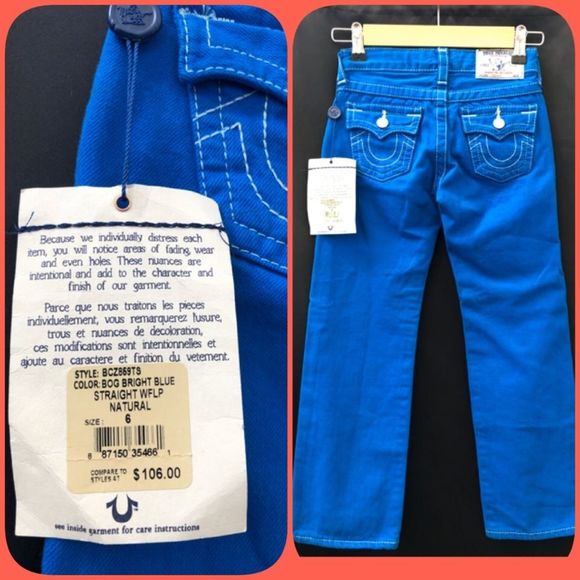 Because we individually distress each
item, you will notice areas of fading, wear
and even holes. These nuances are
intentional and add to the character and
finish of our garment.
Parce que nous traitons les pieces
individuellement, vous remarquerez l'usure,
trous et nuances de decoloration,
ces modifications sont intentionnelles et
ajoute au caractere et finition du vetement.
STYLE: BCZ869TS
COLOR: BOG BRIGHT BLUE
STRAIGHT WFLP
NATURAL
SIZE: 6
8 87150 35466 1
COMPARE TO
STYLES AT $106.00
see inside garment for care instructions